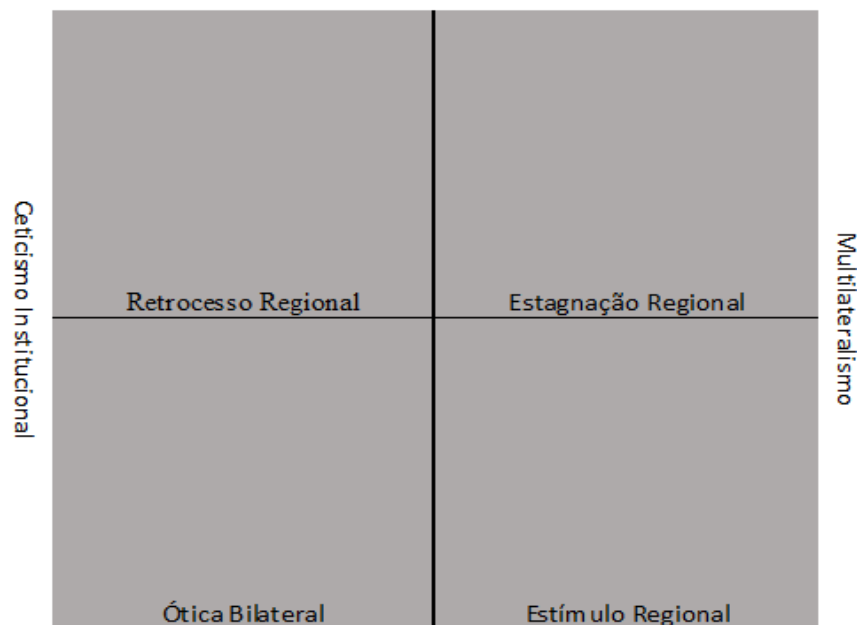 Ceticismo Institucional
Retrocesso Regional
Estagnação Regional
Multilateralismo
Ótica Bilateral
Estímulo Regional